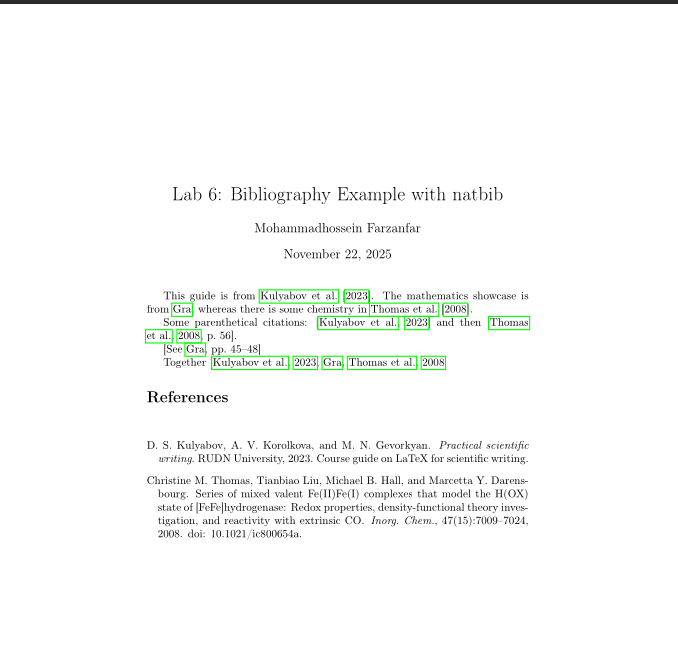 Lab 6: Bibliography Example with natbib
Mohammadhossein Farzanfar
November 22, 2025
This guide is from Kulyabov et al. [2023]. The mathematics showcase is
from Gra, whereas there is some chemistry in Thomas et al. [2008].
Some parenthetical citations: [Kulyabov et al., 2023] and then [Thomas
et al., 2008, p. 56].
[See Gra, pp. 45–48]
Together [Kulyabov et al., 2023, Gra, Thomas et al., 2008]
References
D. S. Kulyabov, A. V. Korolkova, and M. N. Gevorkyan. Practical scientific
writing. RUDN University, 2023. Course guide on LaTeX for scientific writing.
Christine M. Thomas, Tianbiao Liu, Michael B. Hall, and Marcetta Y. Darens-
bourg. Series of mixed valent Fe(II)Fe(I) complexes that model the H(OX)
state of [FeFe]hydrogenase: Redox properties, density-functional theory inves-
tigation, and reactivity with extrinsic CO. Inorg. Chem., 47(15):7009–7024,
2008. doi: 10.1021/ic800654a.